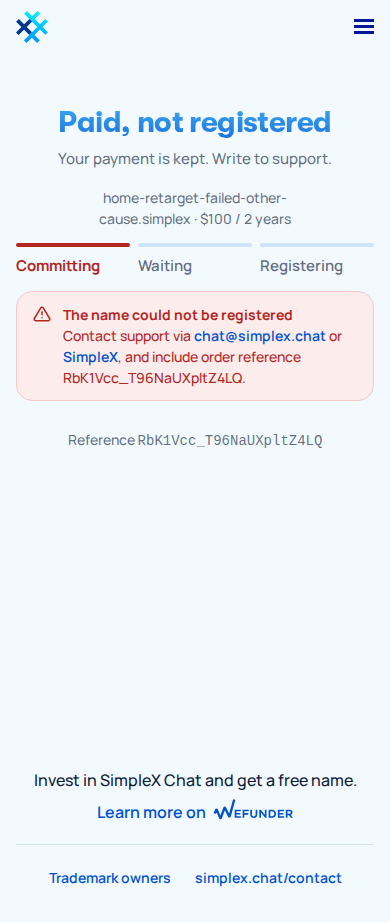 Paid, not registered
Your payment is kept. Write to support.
home-retarget-failed-other-
cause.simplex · $100 / 2 years
Committing
Waiting
Registering
The name could not be registered
Contact support via chat@simplex.chat or
SimpleX, and include order reference
RbK1Vcc_T96NaUXpltZ4LQ.
Reference RbK1Vcc_T96NaUXpltZ4LQ
Invest in SimpleX Chat and get a free name.
Learn more on WEFUNDER
Trademark owners
simplex.chat/contact